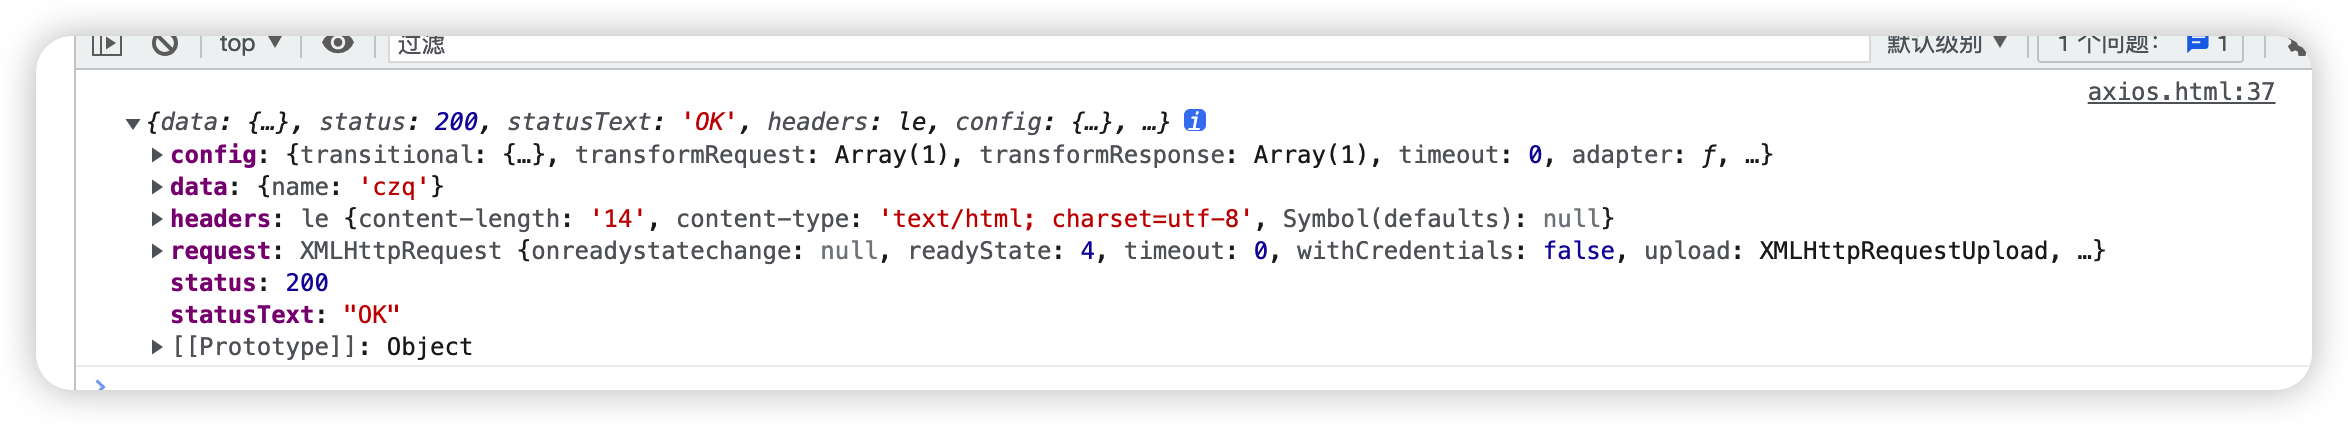 top 过滤 默认级别 1 个问题: 1
axios.html:37
{data: {…}, status: 200, statusText: 'OK', headers: le, config: {…}, …} i
config: {transitional: {…}, transformRequest: Array(1), transformResponse: Array(1), timeout: 0, adapter: ƒ, …}
data: {name: 'czq'}
headers: le {content-length: '14', content-type: 'text/html; charset=utf-8', Symbol(defaults): null}
request: XMLHttpRequest {onreadystatechange: null, readyState: 4, timeout: 0, withCredentials: false, upload: XMLHttpRequestUpload, …}
status: 200
statusText: "OK"
[[Prototype]]: Object